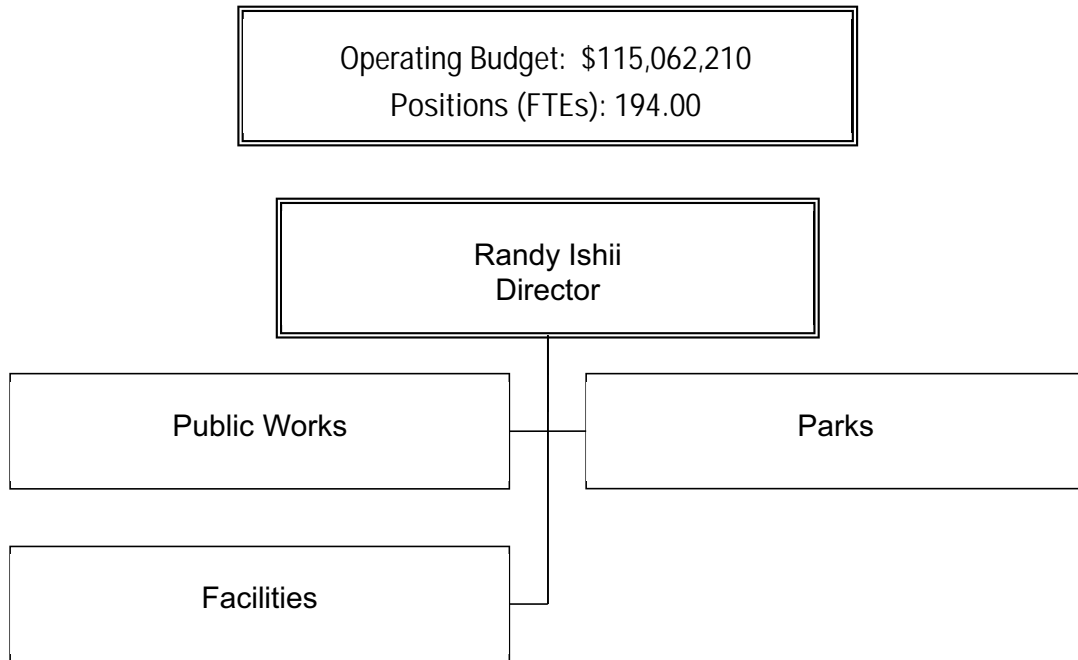 Operating Budget: $115,062,210
Positions (FTEs): 194.00
Randy Ishii
Director
Public Works
Parks
Facilities